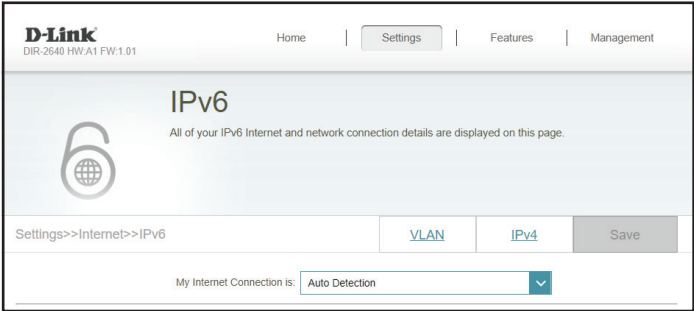 D-Link
DIR-2640 HW:A1 FW:1.01
Home | Settings | Features | Management
IPv6
All of your IPv6 Internet and network connection details are displayed on this page.
Settings>>Internet>>IPv6
VLAN
IPv4
Save
My Internet Connection is: Auto Detection